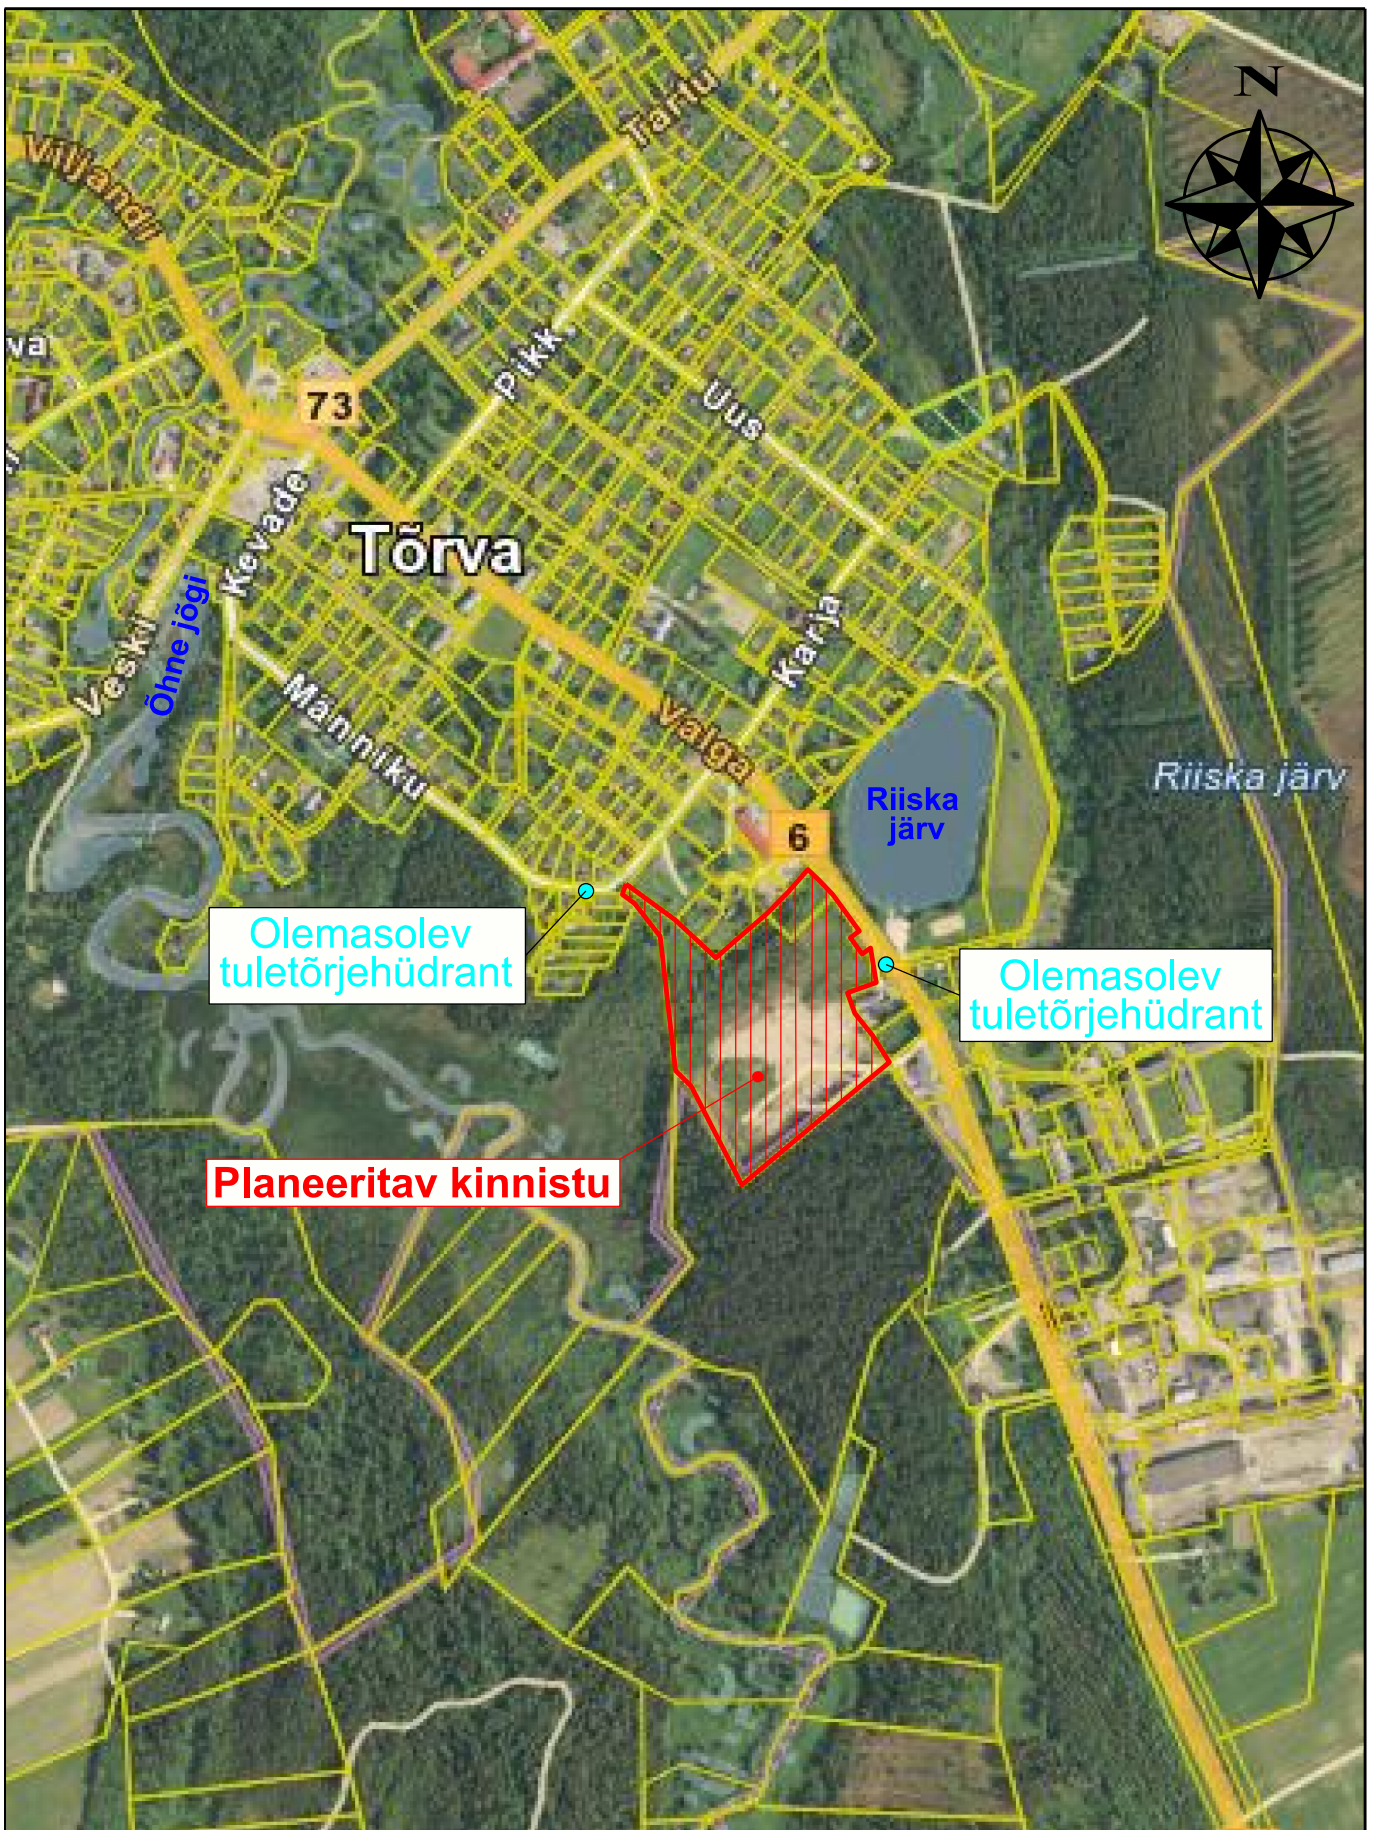 N
Tartu
Viljandi
Pikk
73
Uus
Kevade
Tõrva
Karja
Veski
Õhne jõgi
Männiku
Valga
Riiska järv
Riiska
järv
6
Olemasolev
tuletõrjehüdrant
Olemasolev
tuletõrjehüdrant
Planeeritav kinnistu